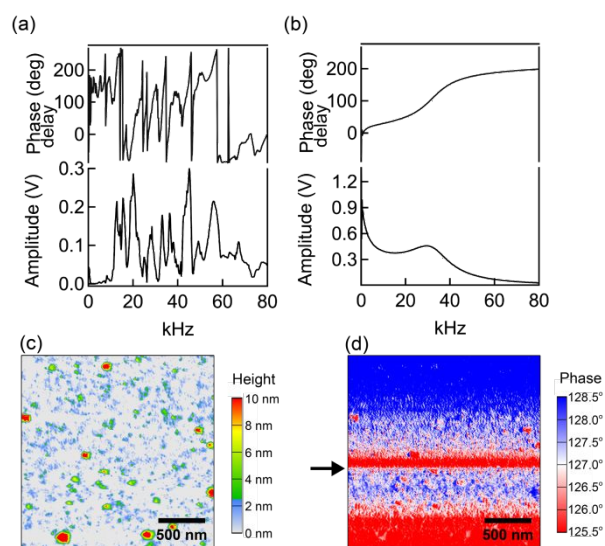 (a)
(b)
Phase delay (deg)
200
100
0
Phase delay (deg)
200
100
0
Amplitude (V)
0.3
0.2
0.1
0.0
Amplitude (V)
1.2
0.9
0.6
0.3
0 20 40 60 80
kHz
0 20 40 60 80
kHz
(c)
(d)
Height
10 nm
8 nm
6 nm
4 nm
2 nm
0 nm
500 nm
Phase
128.5°
128.0°
127.5°
127.0°
126.5°
126.0°
125.5°
500 nm